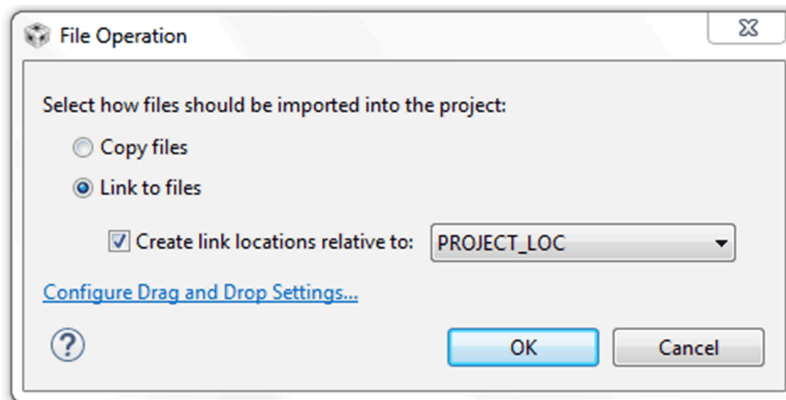 File Operation
Select how files should be imported into the project:
Copy files
Link to files
Create link locations relative to: PROJECT_LOC
Configure Drag and Drop Settings...
? OK Cancel